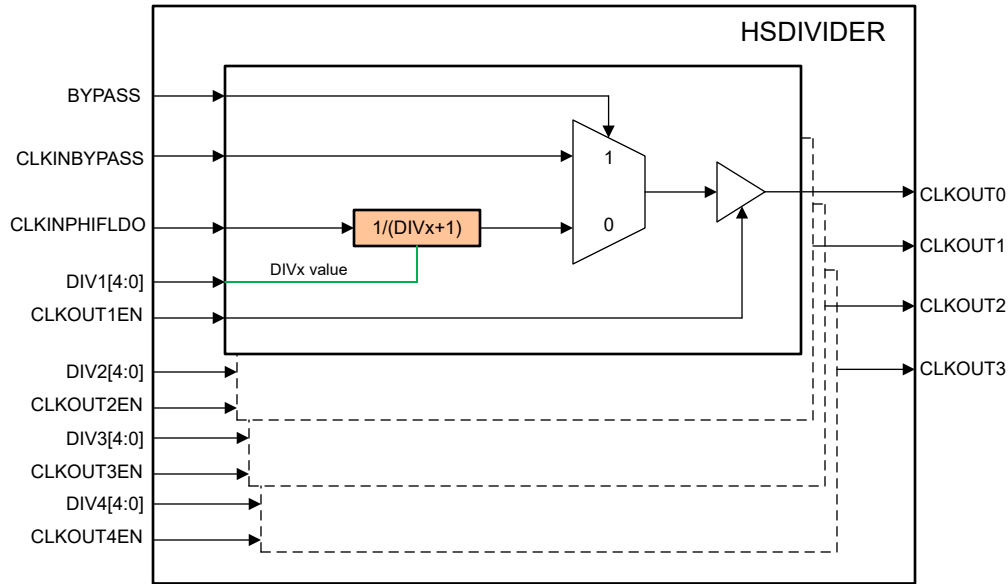 HSDIVIDER
BYPASS
CLKINBYPASS
1
CLKOUT0
CLKINPHIFLDO
1/(DIVx+1)
0
CLKOUT1
DIVx value
DIV1[4:0]
CLKOUT1EN
CLKOUT2
DIV2[4:0]
CLKOUT3
CLKOUT2EN
DIV3[4:0]
CLKOUT3EN
DIV4[4:0]
CLKOUT4EN